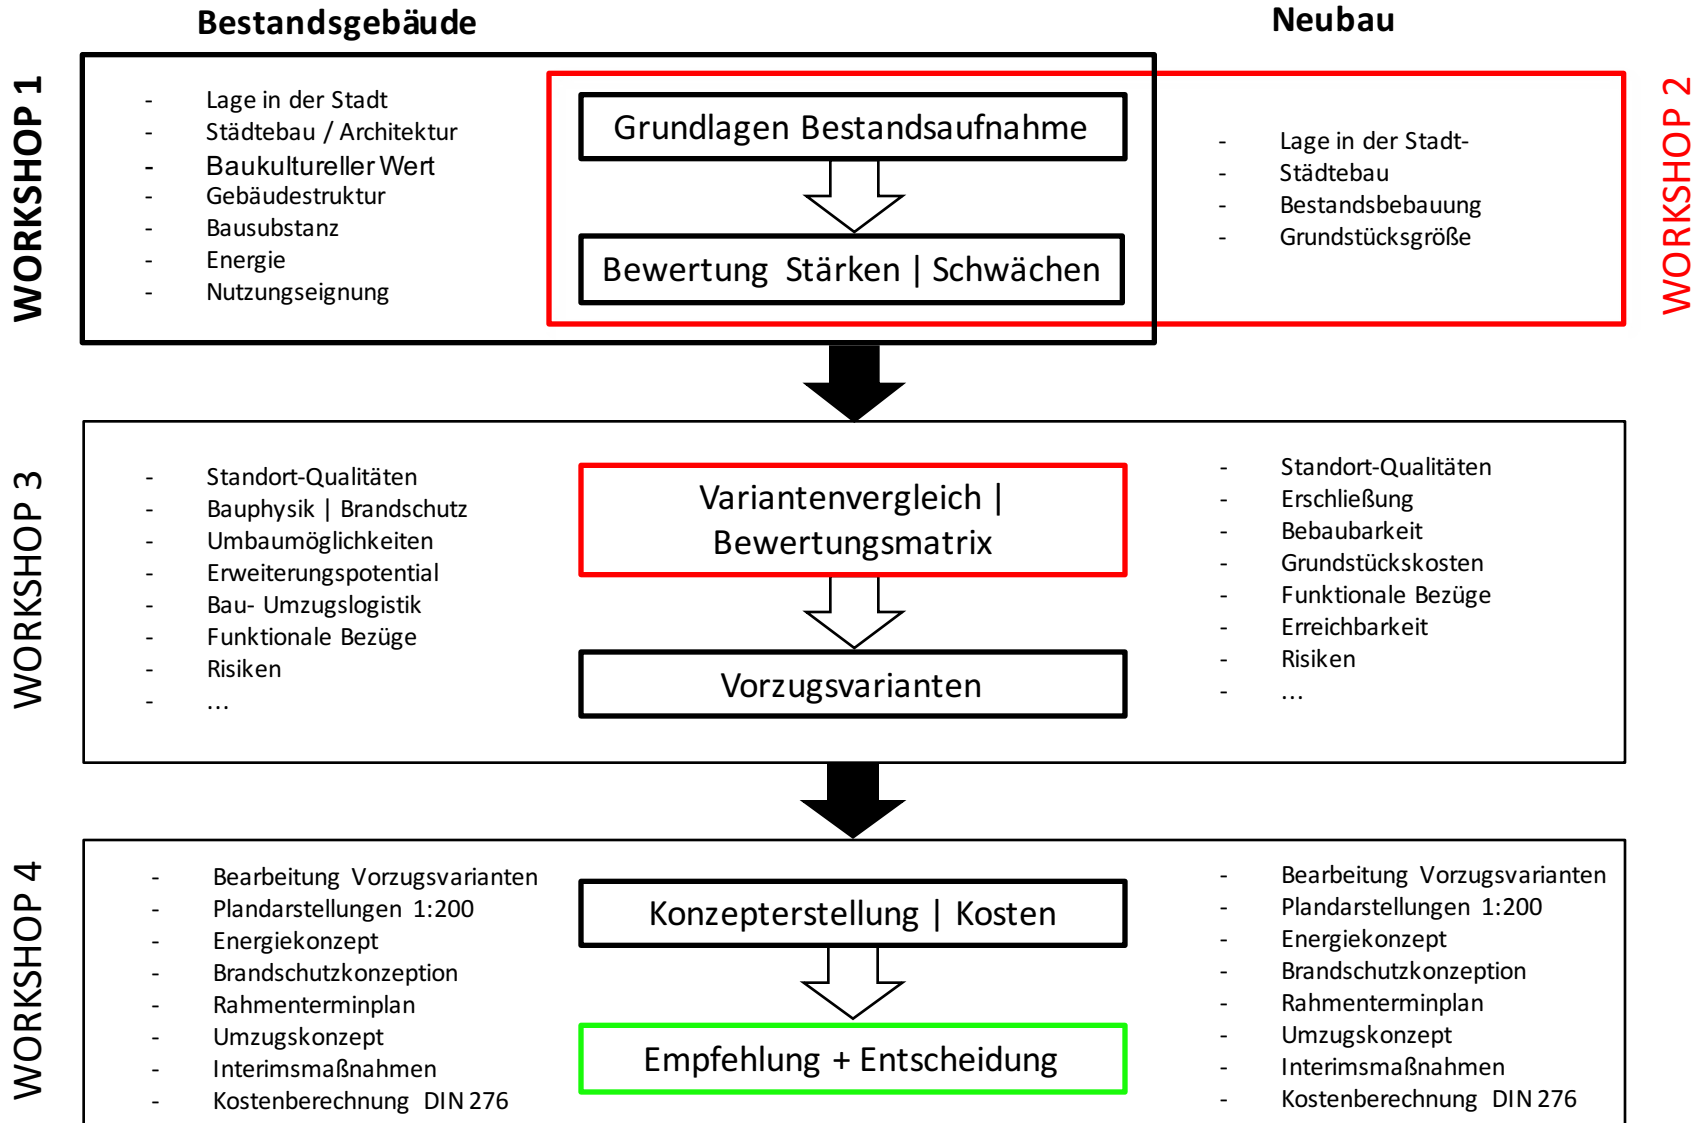 Bestandsgebäude
Neubau
WORKSHOP 1
- Lage in der Stadt
- Städtebau / Architektur
- Baukultureller Wert
- Gebäudestruktur
- Bausubstanz
- Energie
- Nutzungseignung
Grundlagen Bestandsaufnahme
Bewertung Stärken | Schwächen
- Lage in der Stadt-
- Städtebau
- Bestandsbebauung
- Grundstücksgröße
WORKSHOP 2
WORKSHOP 3
- Standort-Qualitäten
- Bauphysik | Brandschutz
- Umbaumöglichkeiten
- Erweiterungspotential
- Bau- Umzugslogistik
- Funktionale Bezüge
- Risiken
- ...
Variantenvergleich |
Bewertungsmatrix
Vorzugsvarianten
- Standort-Qualitäten
- Erschließung
- Bebaubarkeit
- Grundstückskosten
- Funktionale Bezüge
- Erreichbarkeit
- Risiken
- ...
WORKSHOP 4
- Bearbeitung Vorzugsvarianten
- Plandarstellungen 1:200
- Energiekonzept
- Brandschutzkonzeption
- Rahmenterminplan
- Umzugskonzept
- Interimsmaßnahmen
- Kostenberechnung DIN 276
Konzepterstellung | Kosten
Empfehlung + Entscheidung
- Bearbeitung Vorzugsvarianten
- Plandarstellungen 1:200
- Energiekonzept
- Brandschutzkonzeption
- Rahmenterminplan
- Umzugskonzept
- Interimsmaßnahmen
- Kostenberechnung DIN 276